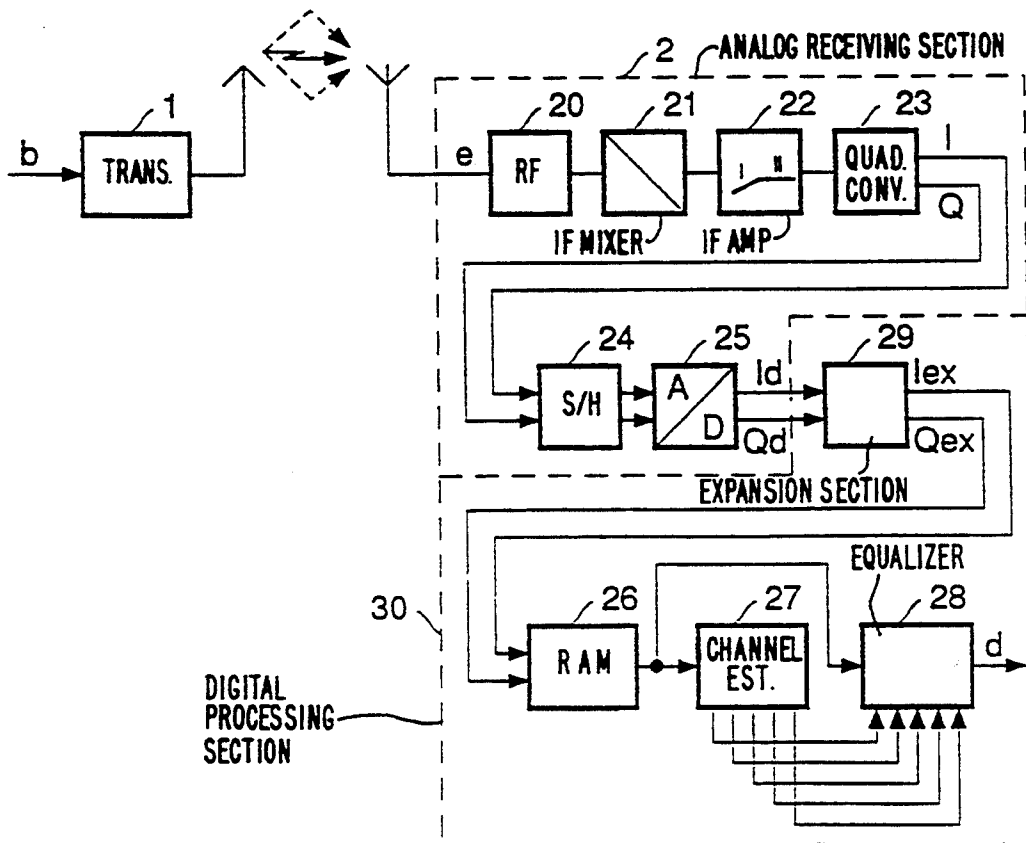 2
ANALOG RECEIVING SECTION
1
20
21
22
23
b
TRANS.
e
RF
I II
QUAD.
CONV.
I
Q
IF MIXER
IF AMP
24
25
29
S/H
A
D
Id
Qd
Iex
Qex
EXPANSION SECTION
EQUALIZER
30
26
27
28
RAM
CHANNEL
EST.
d
DIGITAL
PROCESSING
SECTION